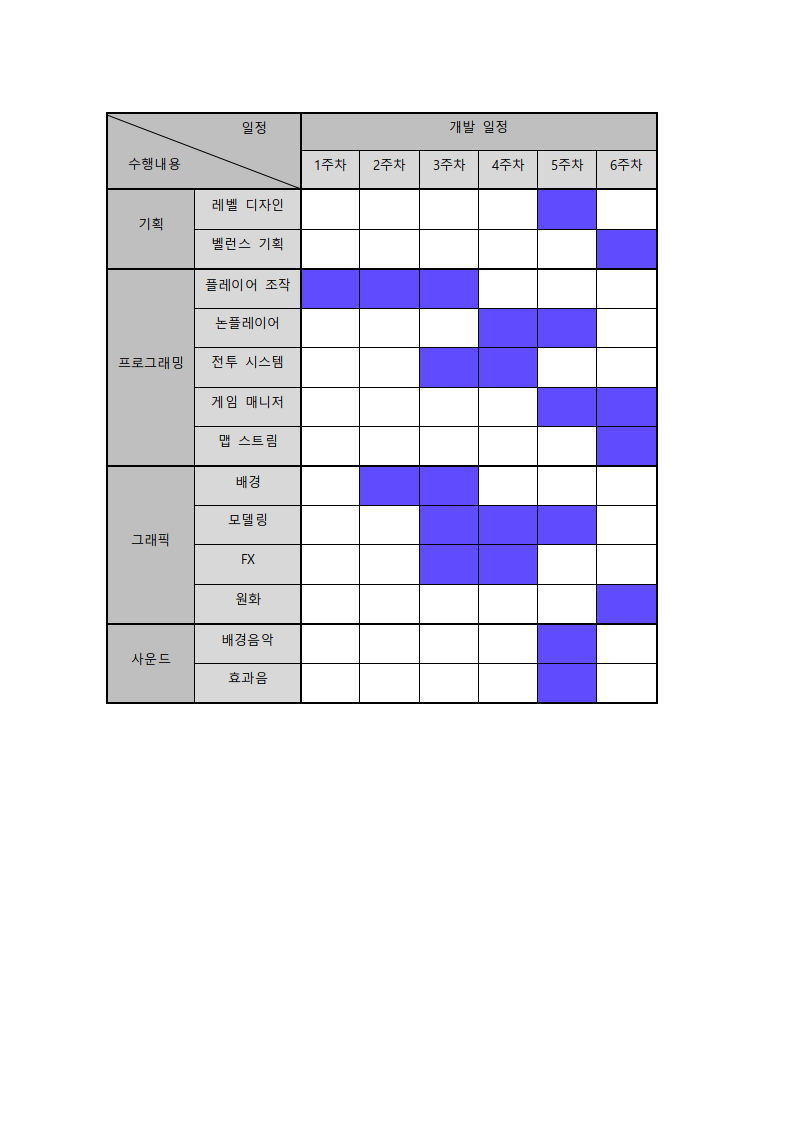 일정
수행내용
개발 일정
1주차 2주차 3주차 4주차 5주차 6주차
기획
레벨 디자인
벨런스 기획
프로그래밍
플레이어 조작
논플레이어
전투 시스템
게임 매니저
맵 스트림
그래픽
배경
모델링
FX
원화
사운드
배경음악
효과음